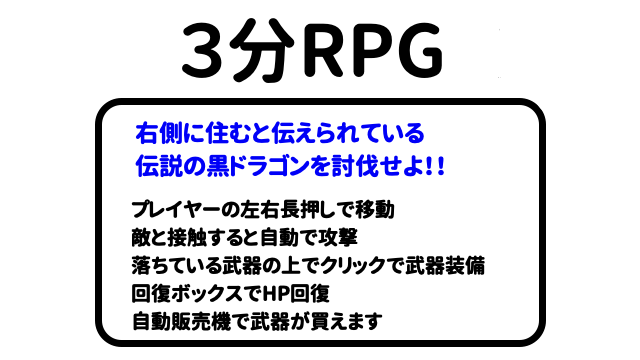 ３分RPG
右側に住むと伝えられている
伝説の黒ドラゴンを討伐せよ!!
プレイヤーの左右長押しで移動
敵と接触すると自動で攻撃
落ちている武器の上でクリックで武器装備
回復ボックスでHP回復
自動販売機で武器が買えます